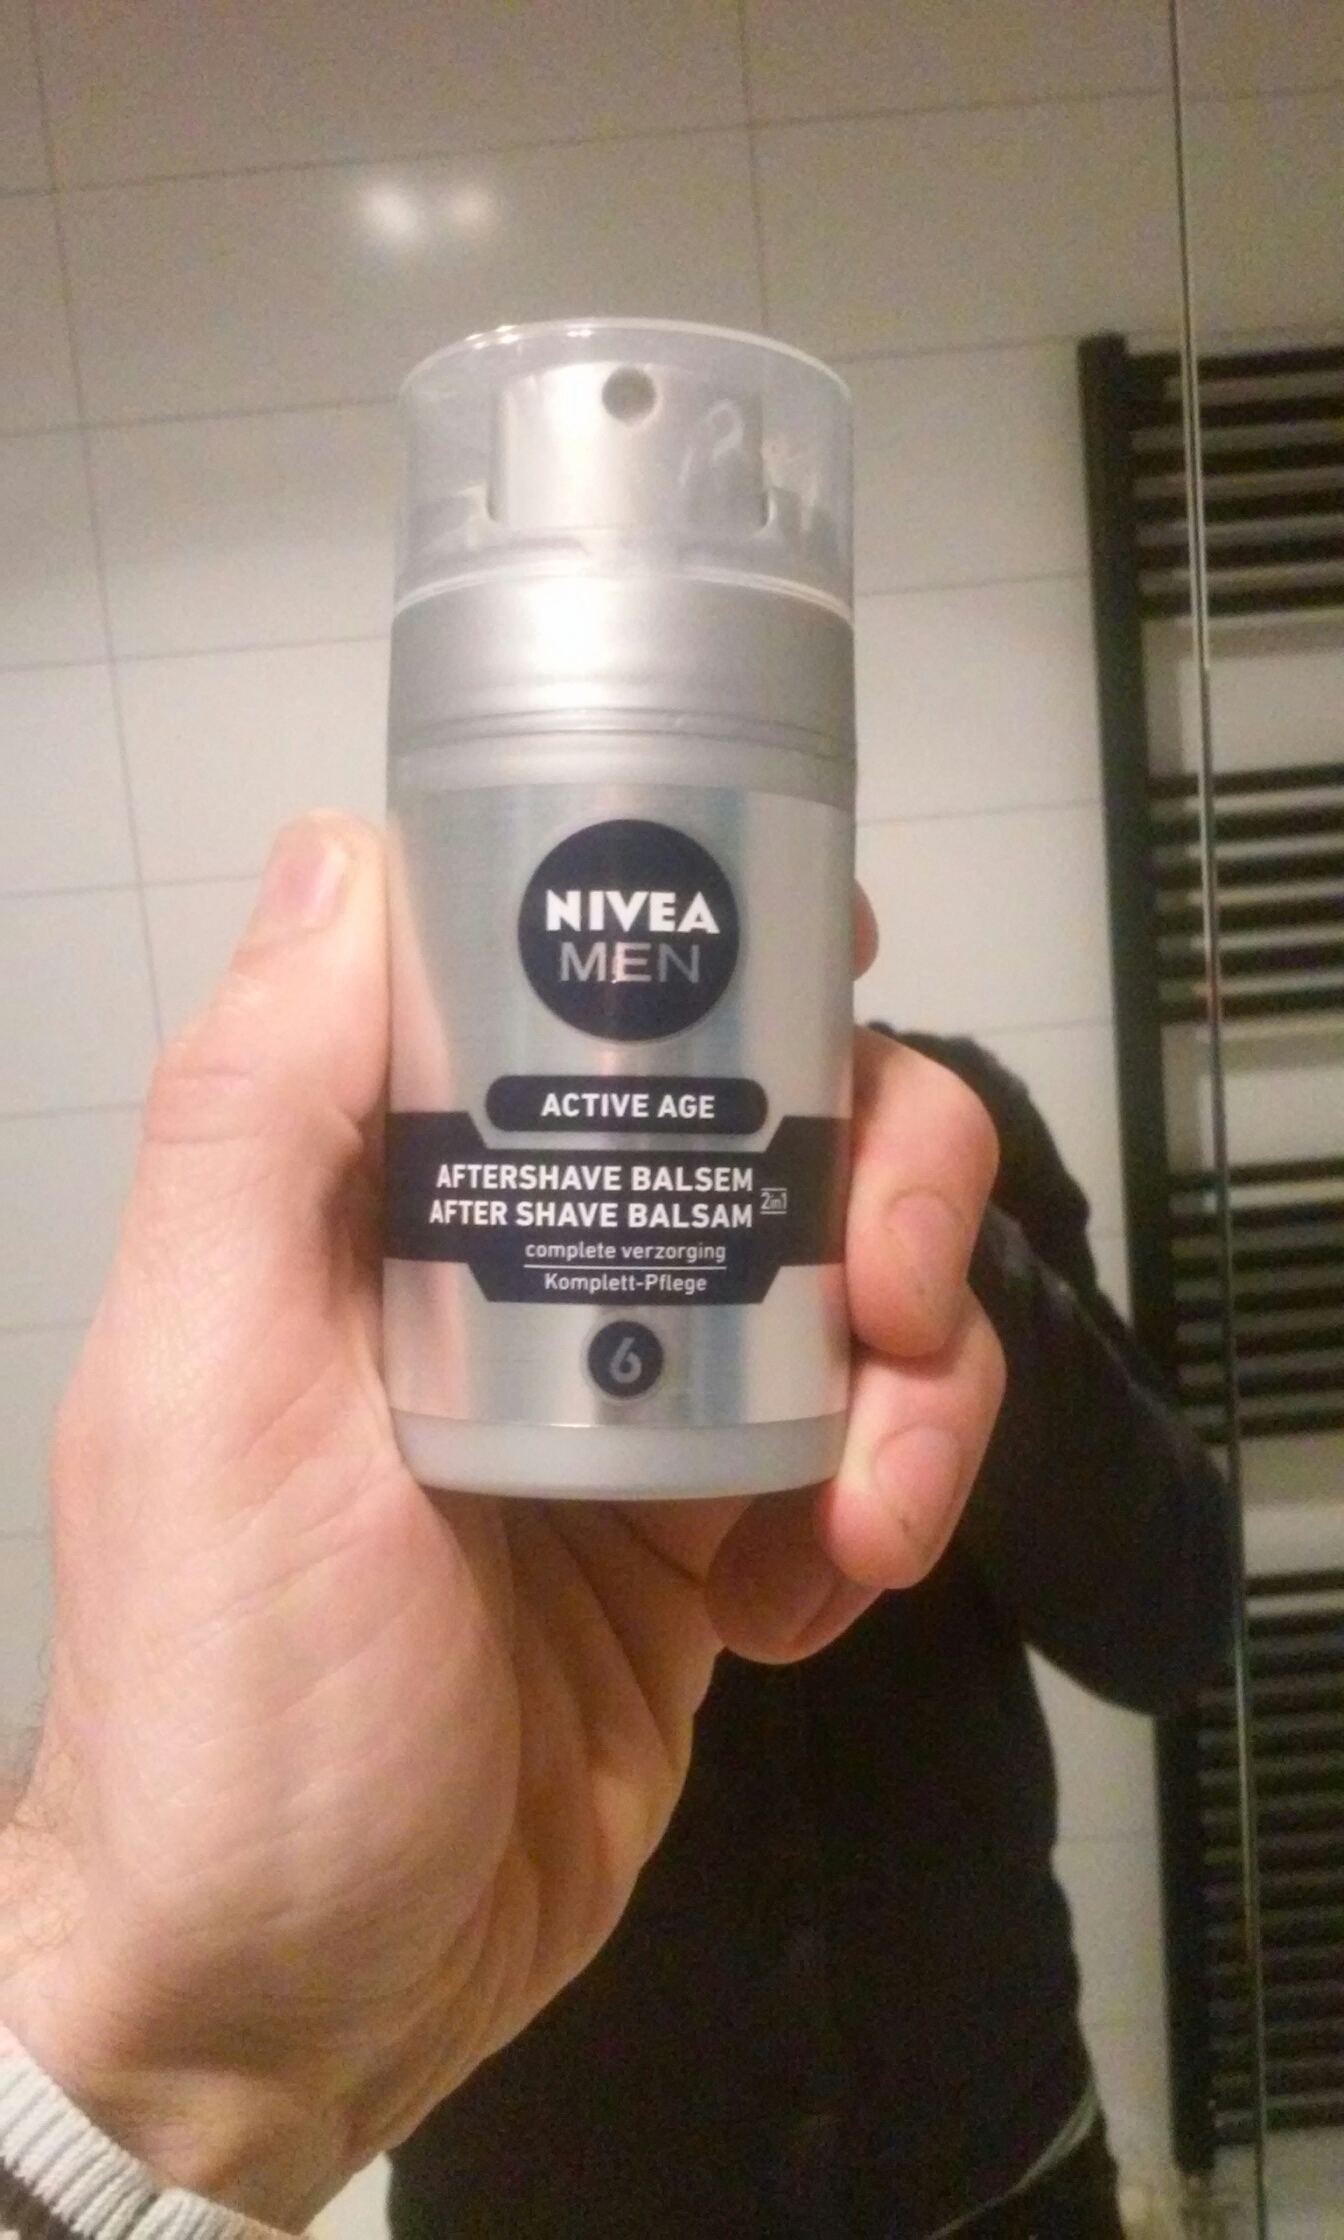 NIVEA
MEN
ACTIVE AGE
AFTERSHAVE BALSEM
AFTER SHAVE BALSAM 2in1
complete verzorging
Komplett-Pflege
6